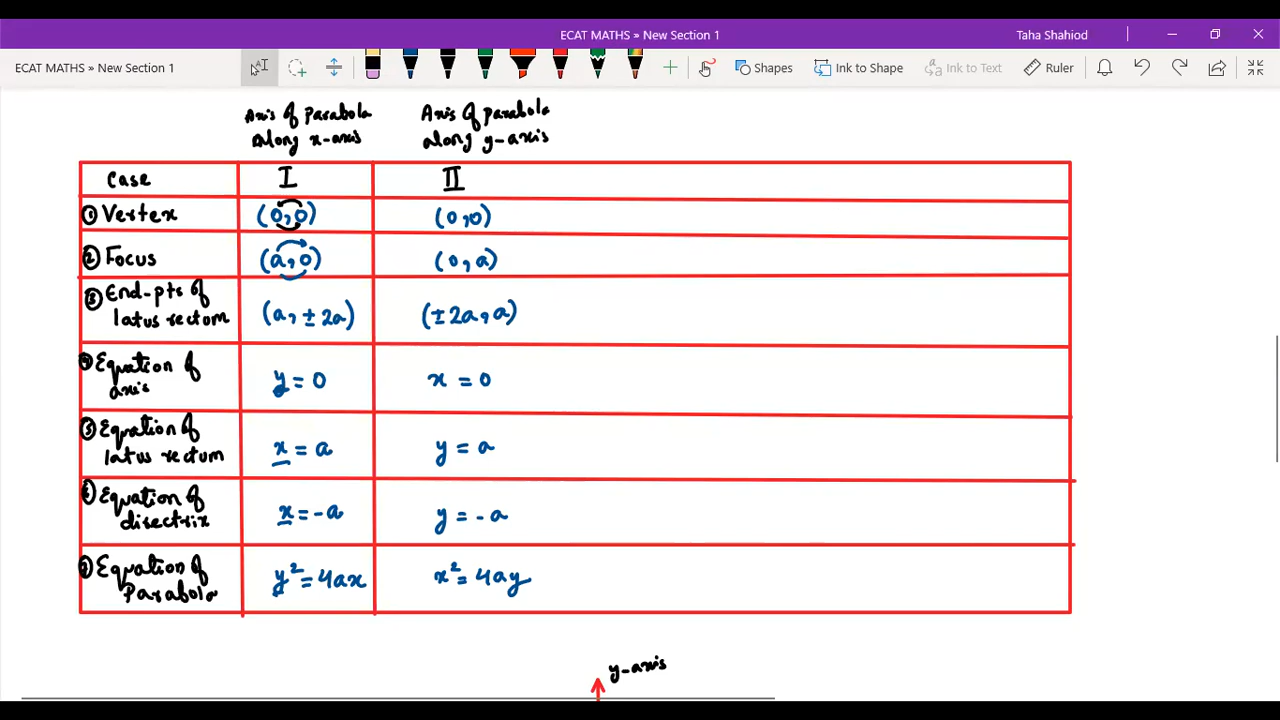 ECAT MATHS » New Section 1
Taha Shahiod
ECAT MATHS » New Section 1
Shapes
Ink to Shape
Ink to Text
Ruler
Axis of Parabola
along x-axis
Axis of parabola
along y-axis
Case I II
① Vertex (0,0) (0,0)
② Focus (a,0) (0,a)
③ End-pts of
latus rectum (a, ±2a) (±2a, a)
④ Equation of
axis y = 0 x = 0
⑤ Equation of
latus rectum x = a y = a
⑥ Equation of
directrix x = -a y = -a
⑦ Equation of
Parabola y² = 4ax x² = 4ay
y-axis